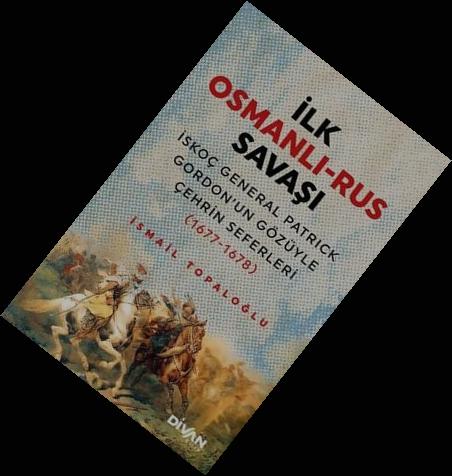 İLK
OSMANLI-RUS
SAVAŞI
İSKOÇ GENERAL PATRICK
GORDON'UN GÖZÜYLE
ÇEHRİN SEFERLERİ
(1677-1678)
İSMAİL TOPALOĞLU
DİVAN